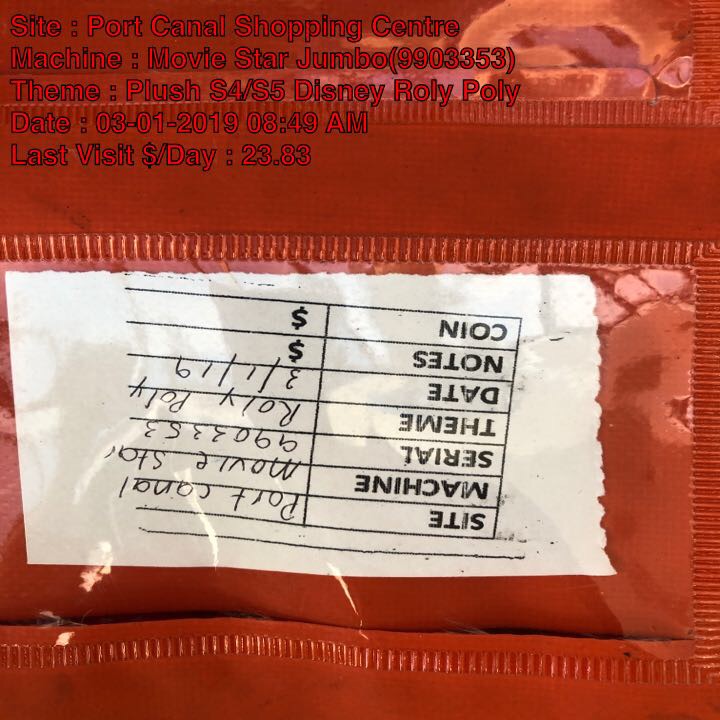 Site : Port Canal Shopping Centre
Machine : Movie Star Jumbo(9903353)
Theme : Plush S4/S5 Disney Roly Poly
Date : 03-01-2019 08:49 AM
Last Visit $/Day : 23.83
SITE Port canal
MACHINE movie star
SERIAL 9903353
THEME Roly Poly
DATE 3/1/19
NOTES $
COIN $